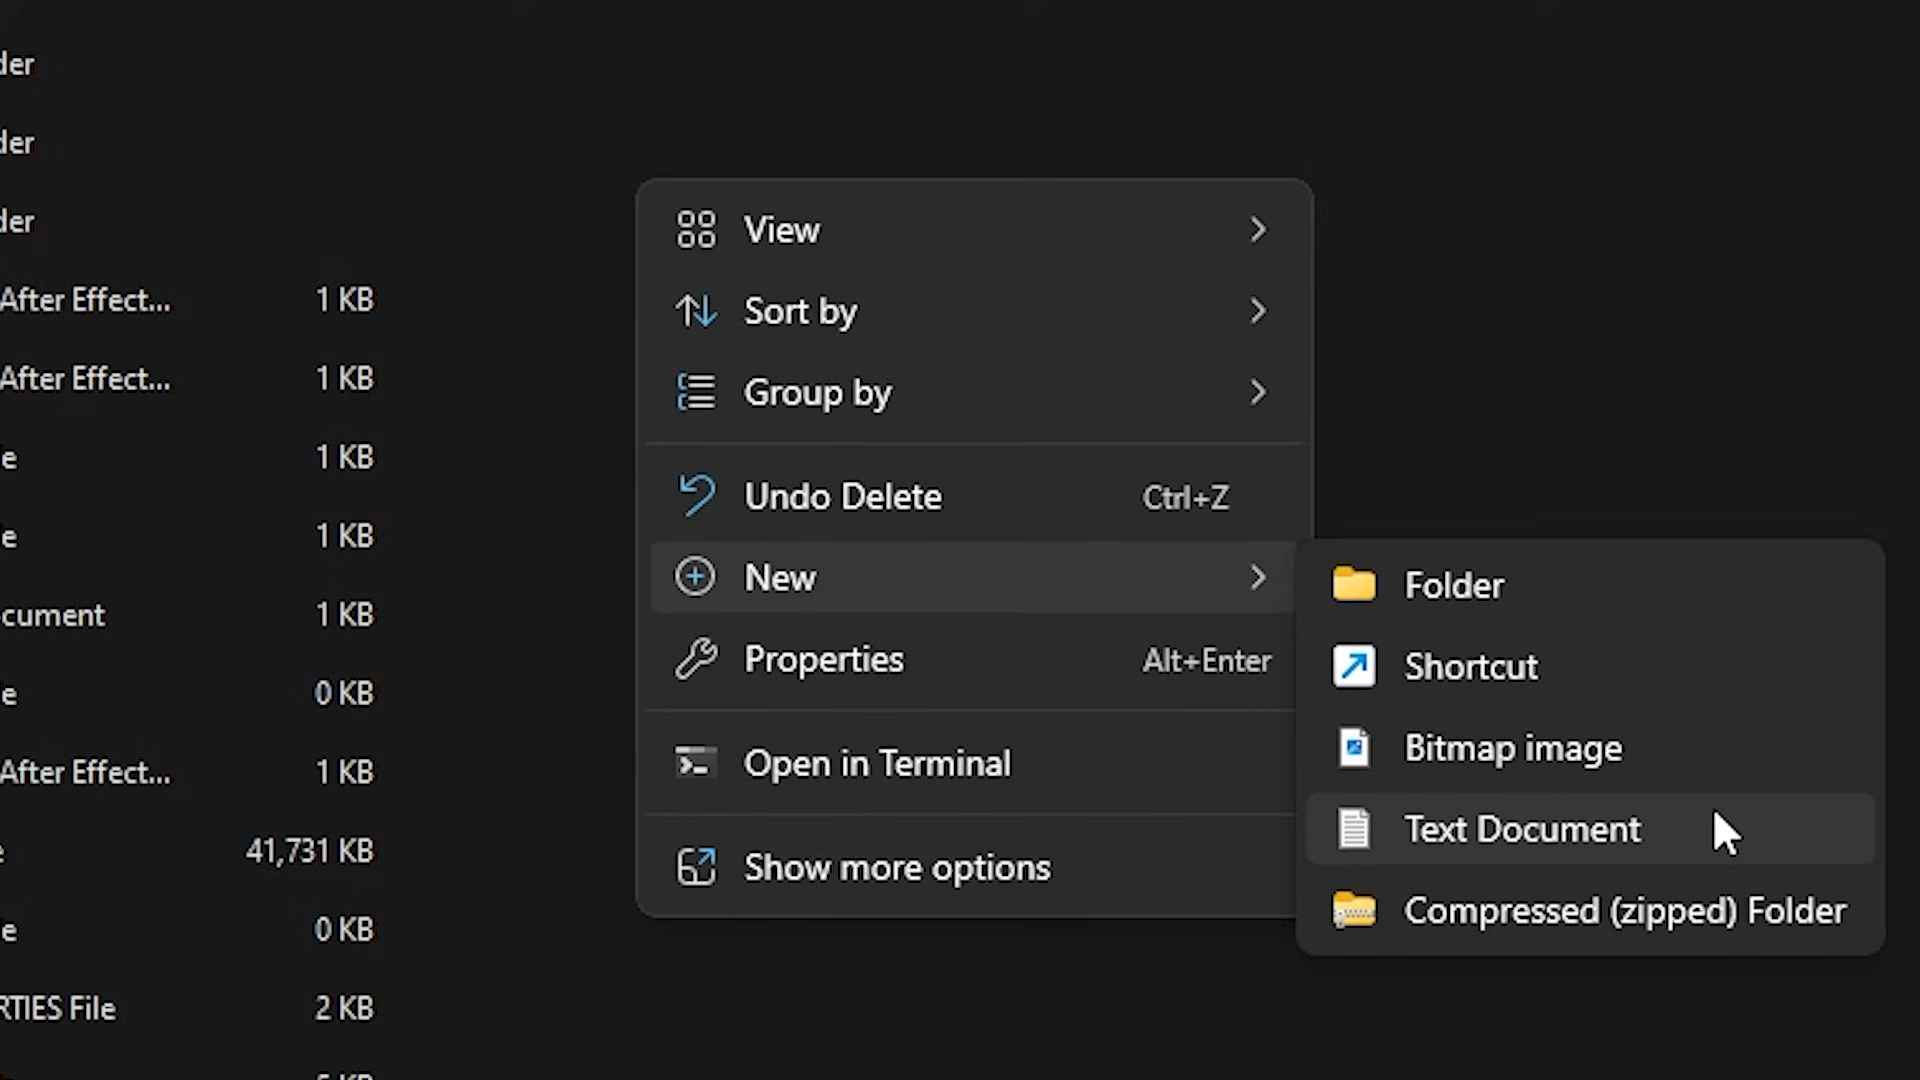 der
der
der
After Effect... 1 KB
After Effect... 1 KB
e 1 KB
e 1 KB
cument 1 KB
e 0 KB
After Effect... 1 KB
e 41,731 KB
e 0 KB
RTIES File 2 KB
View
Sort by
Group by
Undo Delete Ctrl+Z
New
Properties Alt+Enter
Open in Terminal
Show more options
Folder
Shortcut
Bitmap image
Text Document
Compressed (zipped) Folder